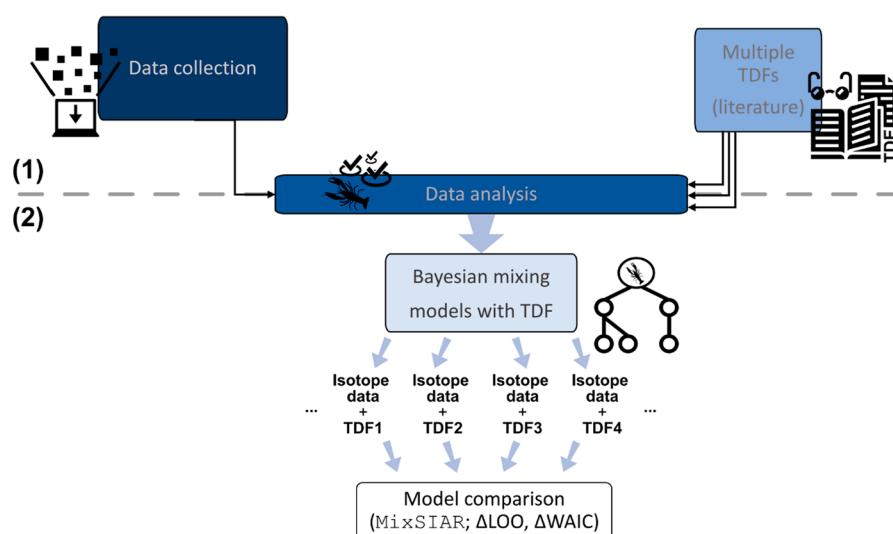 Data collection
Multiple
TDFs
(literature)
TDF
(1)
Data analysis
(2)
Bayesian mixing
models with TDF
Isotope
data
+
TDF1
Isotope
data
+
TDF2
Isotope
data
+
TDF3
Isotope
data
+
TDF4
...
...
Model comparison
(MixSIAR; ΔLOO, ΔWAIC)